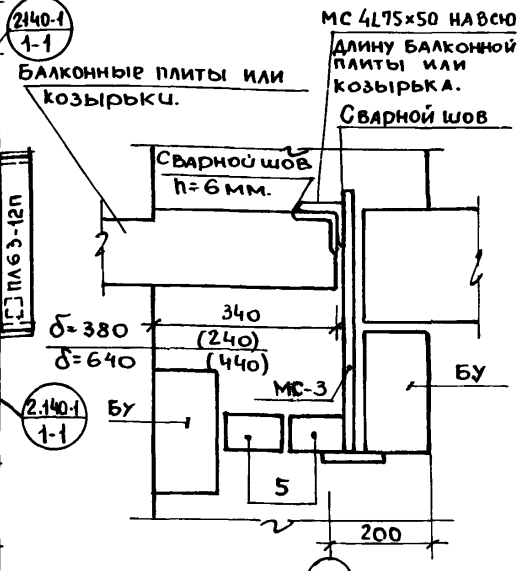 2140-1
1-1
МС 4L75×50 НА ВСЮ
ДЛИНУ БАЛКОННОЙ
ПЛИТЫ ИЛИ
КОЗЫРЬКА.
БАЛКОННЫЕ ПЛИТЫ ИЛИ
КОЗЫРЬКИ.
СВАРНОЙ ШОВ
СВАРНОЙ ШОВ
h=6 мм.
ПЛ63-12П
340
δ=380 (240)
δ=640 (440)
МС-3
БУ
2.140-1
1-1
БУ
5
200